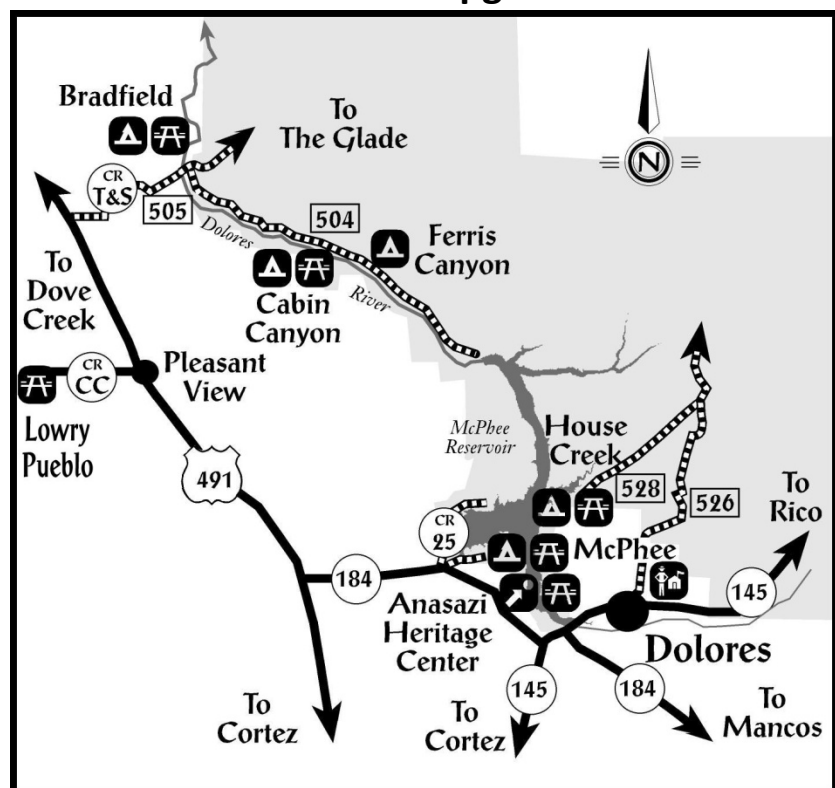 pg
Bradfield
To
The Glade
CR
T&S
505
504
Dolores
River
Ferris
Canyon
Cabin
Canyon
N
To
Dove
Creek
Pleasant
View
CR
CC
Lowry
Pueblo
491
McPhee
Reservoir
House
Creek
528
526
To
Rico
CR
25
McPhee
184
145
Anasazi
Heritage
Center
Dolores
145
184
To
Cortez
To
Cortez
To
Mancos